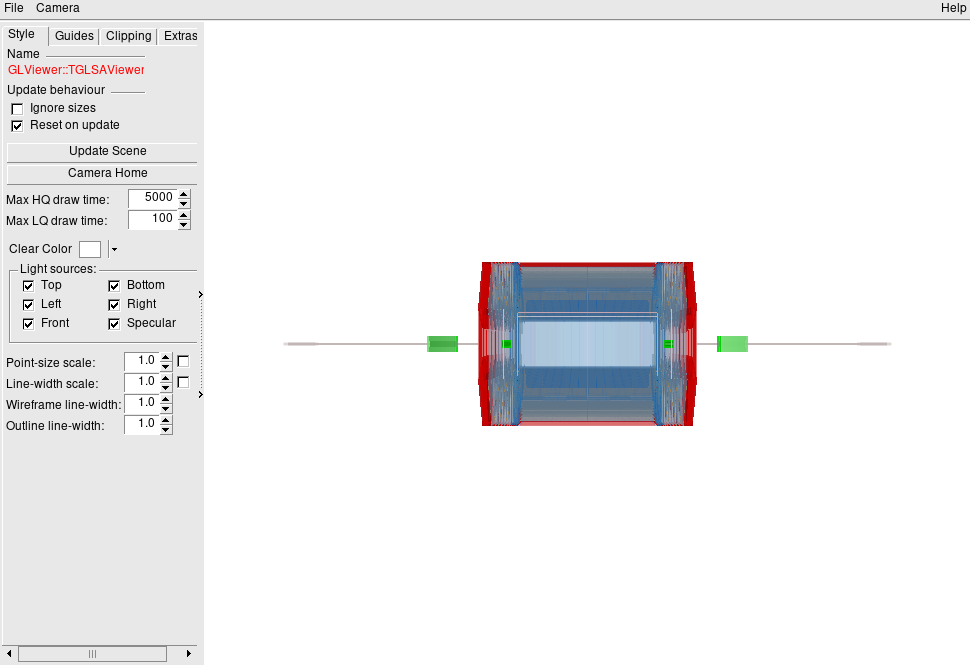 File Camera Help
Style Guides Clipping Extras
Name
GLViewer::TGLSAViewer
Update behaviour
Ignore sizes
Reset on update
Update Scene
Camera Home
Max HQ draw time: 5000
Max LQ draw time: 100
Clear Color
Light sources:
Top Bottom
Left Right
Front Specular
Point-size scale: 1.0
Line-width scale: 1.0
Wireframe line-width: 1.0
Outline line-width: 1.0